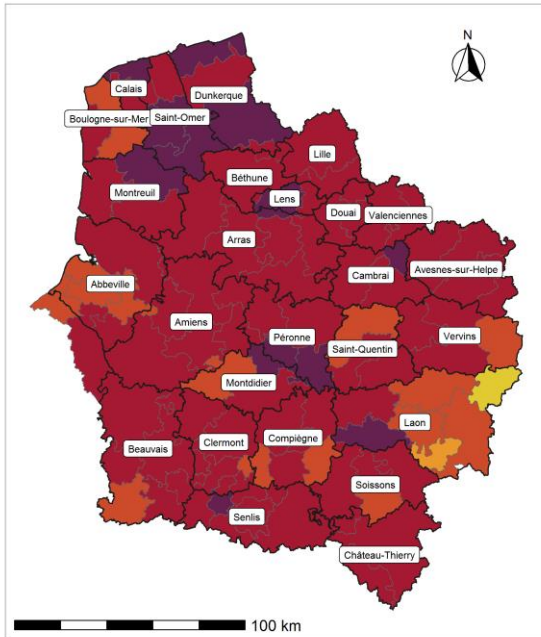 N
Calais
Dunkerque
Boulogne-sur-Mer
Saint-Omer
Lille
Béthune
Montreuil
Lens
Douai
Valenciennes
Arras
Cambrai
Avesnes-sur-Helpe
Abbeville
Amiens
Péronne
Vervins
Saint-Quentin
Montdidier
Laon
Beauvais
Clermont
Compiègne
Soissons
Senlis
Château-Thierry
100 km